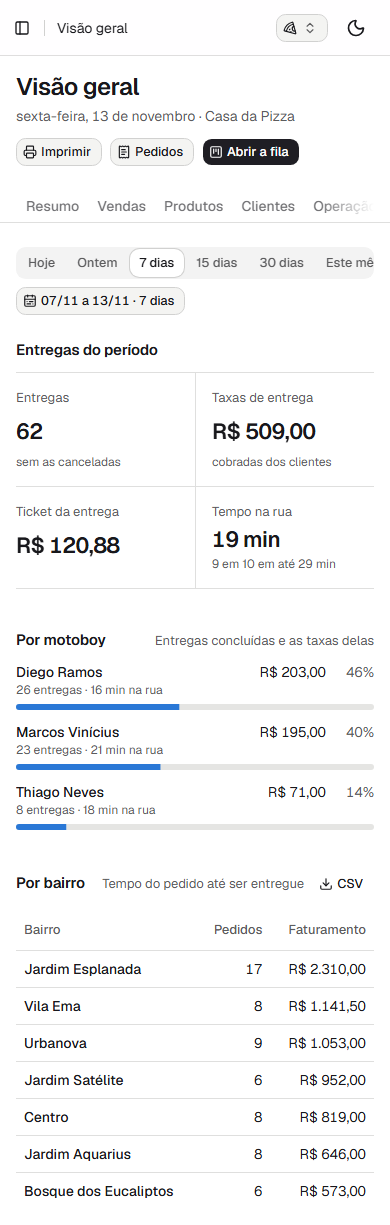 Visão geral
Visão geral
sexta-feira, 13 de novembro · Casa da Pizza
Imprimir
Pedidos
Abrir a fila
Resumo Vendas Produtos Clientes Operaçã
Hoje Ontem 7 dias 15 dias 30 dias Este mê
07/11 a 13/11 · 7 dias
Entregas do período
Entregas
62
sem as canceladas
Taxas de entrega
R$ 509,00
cobradas dos clientes
Ticket da entrega
R$ 120,88
Tempo na rua
19 min
9 em 10 em até 29 min
Por motoboy Entregas concluídas e as taxas delas
Diego Ramos R$ 203,00 46%
26 entregas · 16 min na rua
Marcos Vinícius R$ 195,00 40%
23 entregas · 21 min na rua
Thiago Neves R$ 71,00 14%
8 entregas · 18 min na rua
Por bairro Tempo do pedido até ser entregue CSV
Bairro Pedidos Faturamento
Jardim Esplanada 17 R$ 2.310,00
Vila Ema 8 R$ 1.141,50
Urbanova 9 R$ 1.053,00
Jardim Satélite 6 R$ 952,00
Centro 8 R$ 819,00
Jardim Aquarius 8 R$ 646,00
Bosque dos Eucaliptos 6 R$ 573,00